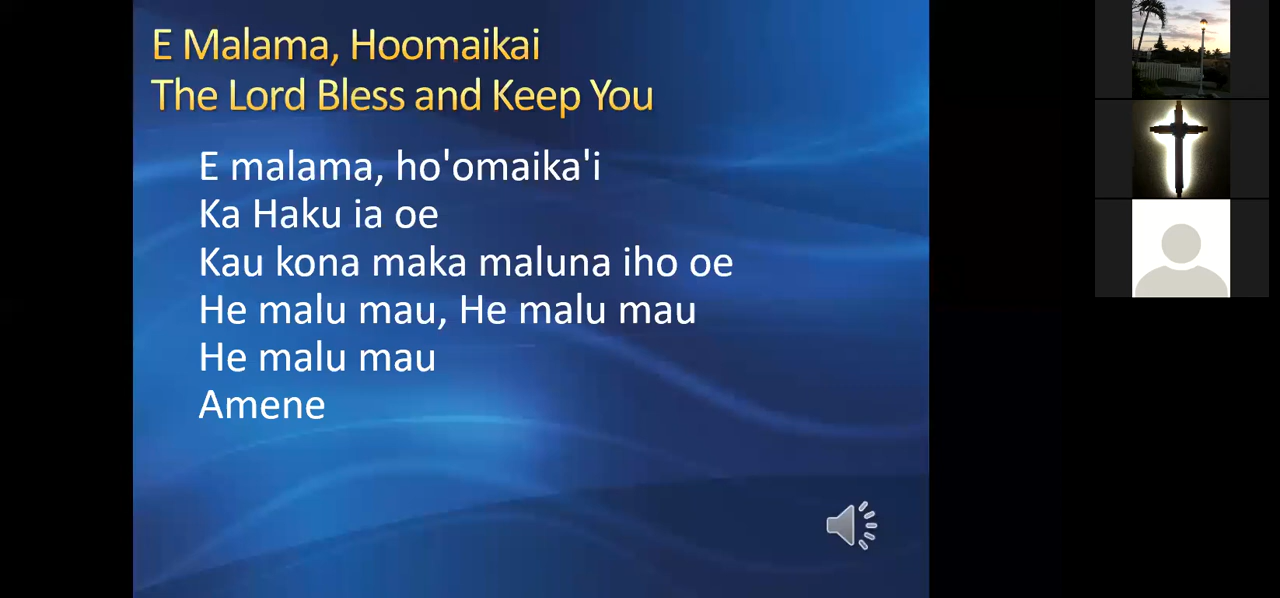 E Malama, Hoomaikai
The Lord Bless and Keep You
E malama, ho'omaika'i
Ka Haku ia oe
Kau kona maka maluna iho oe
He malu mau, He malu mau
He malu mau
Amene